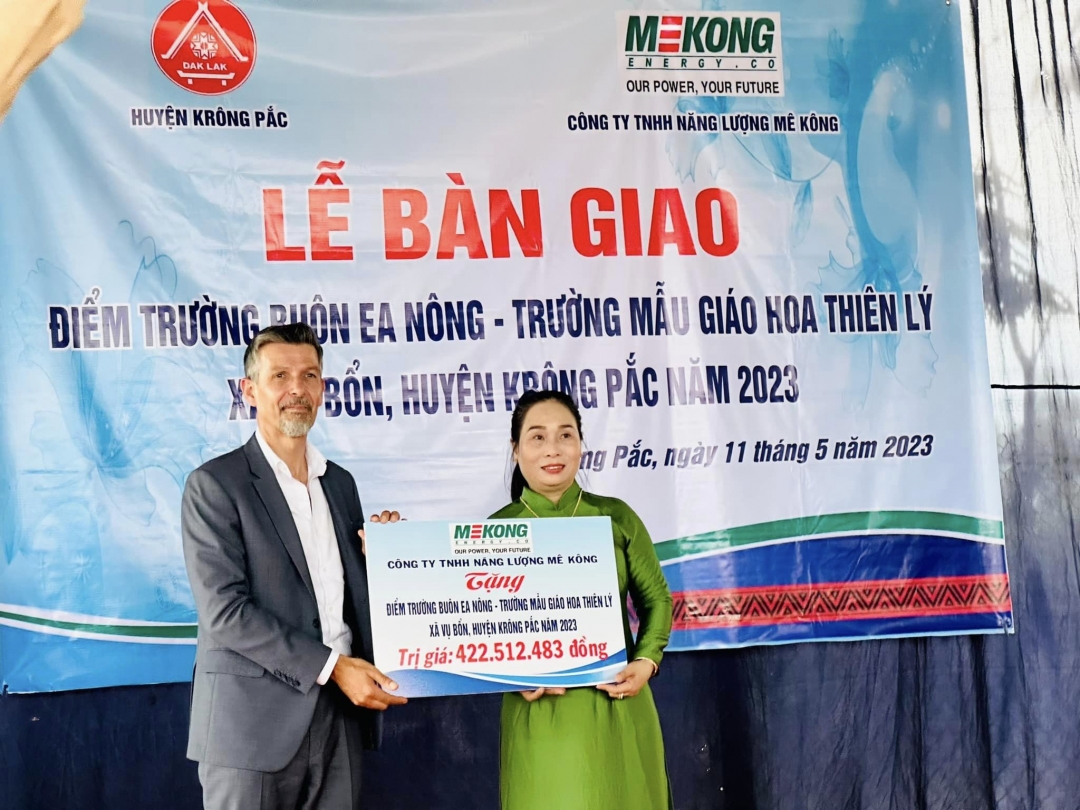 DAK LAK
HUYỆN KRÔNG PẮC
MEKONG
ENERGY.CO
OUR POWER, YOUR FUTURE
CÔNG TY TNHH NĂNG LƯỢNG MÊ KÔNG
LỄ BÀN GIAO
ĐIỂM TRƯỜNG BUÔN EA NÔNG - TRƯỜNG MẪU GIÁO HOA THIÊN LÝ
BỔN, HUYỆN KRÔNG PẮC NĂM 2023
Pắc, ngày 11 tháng 5 năm 2023
MEKONG
ENERGY.CO
OUR POWER, YOUR FUTURE
CÔNG TY TNHH NĂNG LƯỢNG MÊ KÔNG
Tặng
ĐIỂM TRƯỜNG BUÔN EA NÔNG - TRƯỜNG MẪU GIÁO HOA THIÊN LÝ
XÃ VỤ BỔN, HUYỆN KRÔNG PẮC NĂM 2023
Trị giá: 422.512.483 đồng